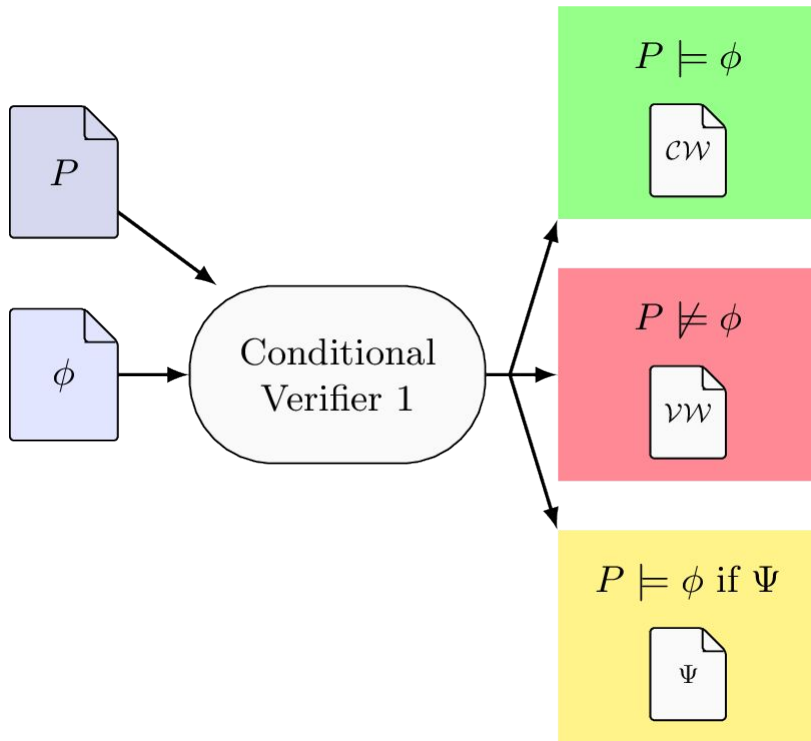 P
ϕ
Conditional
Verifier 1
P ⊨ ϕ
𝒞𝒲
P ⊭ ϕ
𝒱𝒲
P ⊨ ϕ if Ψ
Ψ